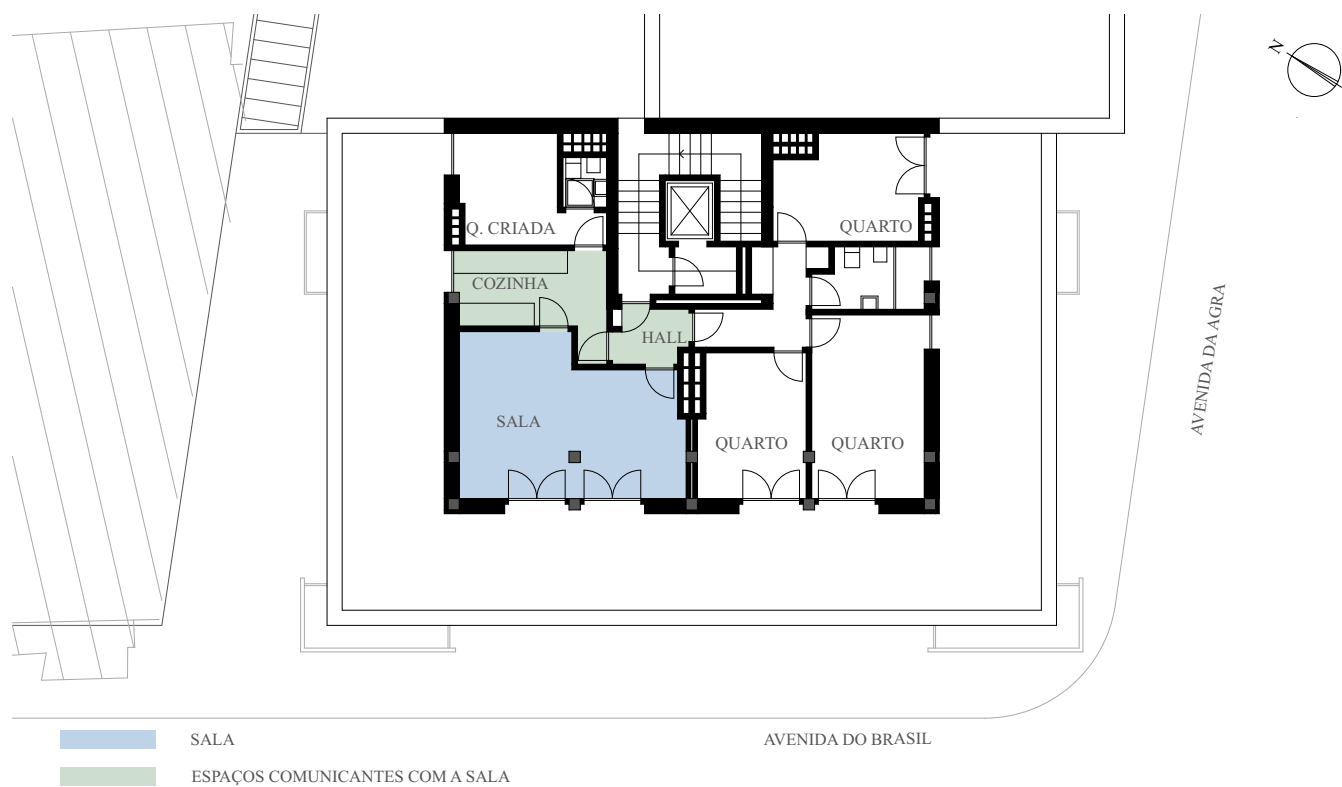 N
Q. CRIADA
QUARTO
COZINHA
HALL
SALA
QUARTO
QUARTO
AVENIDA DA AGRA
SALA
AVENIDA DO BRASIL
ESPAÇOS COMUNICANTES COM A SALA